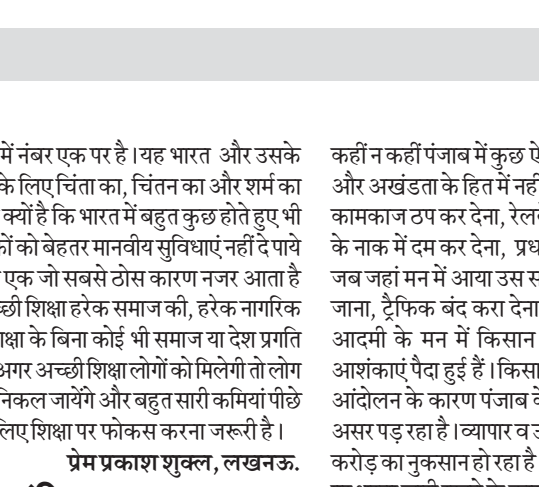 में नंबर एक पर है।यह भारत और उसके
के लिए चिंता का, चिंतन का और शर्म का
क्यों है कि भारत में बहुत कुछ होते हुए भी
को बेहतर मानवीय सुविधाएं नहीं दे पाये
एक जो सबसे ठोस कारण नजर आता है
शिक्षा हरेक समाज की, हरेक नागरिक
के बिना कोई भी समाज या देश प्रगति
अगर अच्छी शिक्षा लोगों को मिलेगी तो लोग
निकल जायेंगे और बहुत सारी कमियां पीछे
लिए शिक्षा पर फोकस करना जरूरी है।
प्रेम प्रकाश शुक्ल, लखनऊ.
कहीं न कहीं पंजाब में कुछ
और अखंडता के हित में नहीं
कामकाज ठप कर देना,
के नाक में दम कर देना,
जब जहां मन में आया उस
जाना, ट्रैफिक बंद करा देना
आदमी के मन में किसान
आशंकाएं पैदा हुई हैं।
आंदोलन के कारण पंजाब
असर पड़ रहा है।व्यापार व
करोड़ का नुकसान हो रहा है